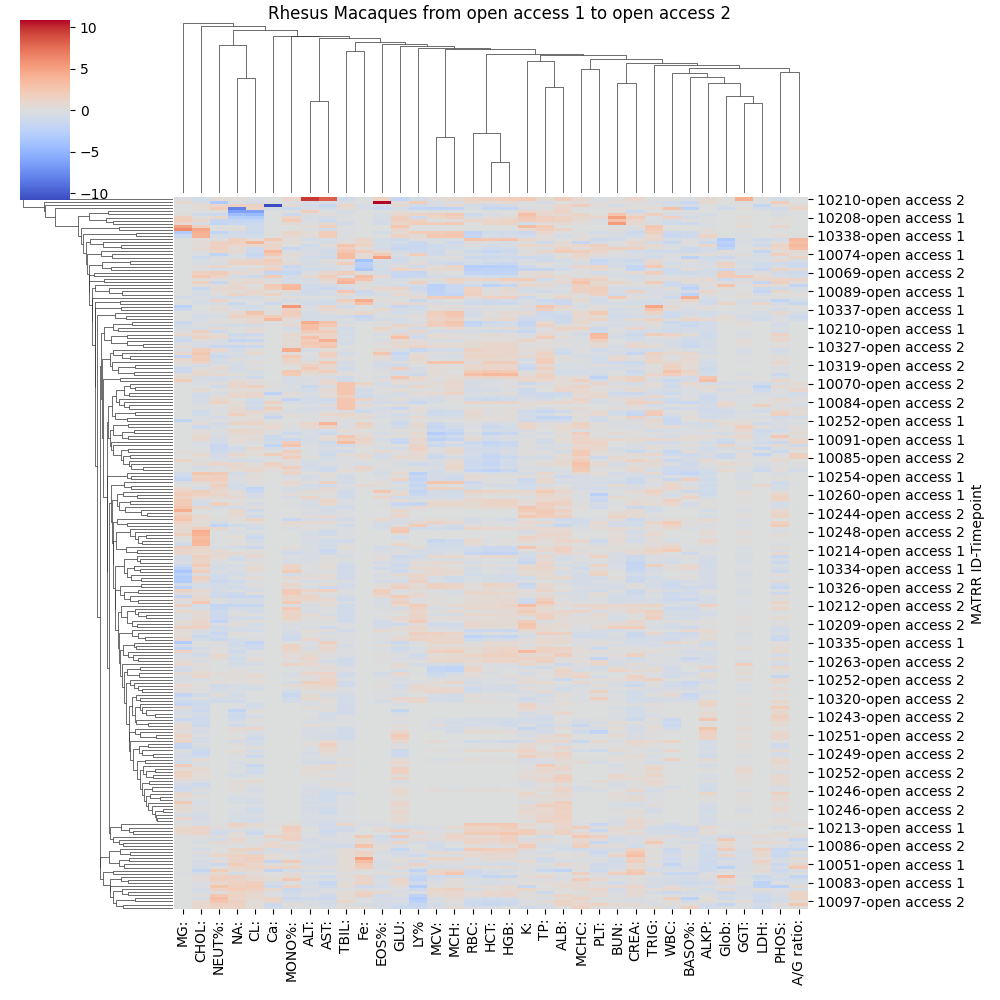 Rhesus Macaques from open access 1 to open access 2
10
5
0
−5
−10
10210-open access 2
10208-open access 1
10338-open access 1
10074-open access 1
10069-open access 2
10089-open access 1
10337-open access 1
10210-open access 1
10327-open access 2
10319-open access 2
10070-open access 2
10084-open access 2
10252-open access 1
10091-open access 1
10085-open access 2
10254-open access 1
10260-open access 1
10244-open access 2
10248-open access 2
10214-open access 1
10334-open access 1
10326-open access 2
10212-open access 2
10209-open access 2
10335-open access 1
10263-open access 2
10252-open access 2
10320-open access 2
10243-open access 2
10251-open access 2
10249-open access 2
10252-open access 2
10246-open access 2
10246-open access 2
10213-open access 1
10086-open access 2
10051-open access 1
10083-open access 1
10097-open access 2
MATRR ID-Timepoint
MG:
CHOL:
NEUT%:
NA:
CL:
Ca:
MONO%:
ALT:
AST:
TBIL:
Fe:
EOS%:
GLU:
LY%
MCV:
MCH:
RBC:
HCT:
HGB:
K:
TP:
ALB:
MCHC:
PLT:
BUN:
CREA:
TRIG:
WBC:
BASO%:
ALKP:
Glob:
GGT:
LDH:
PHOS:
A/G ratio: